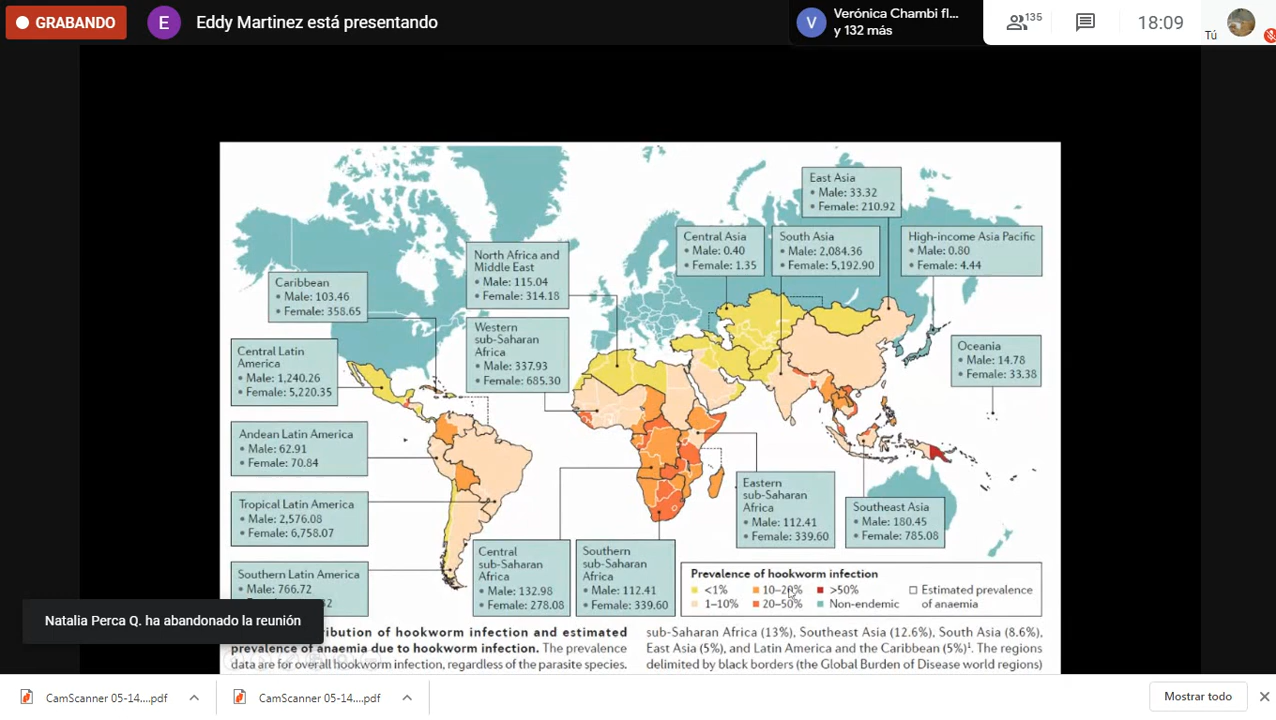 GRABANDO
E
Eddy Martinez está presentando
V
Verónica Chambi fl...
y 132 más
135
18:09
Tú
East Asia
• Male: 33.32
• Female: 210.92
Central Asia
• Male: 0.40
• Female: 1.35
South Asia
• Male: 2,084.36
• Female: 5,192.90
High-income Asia Pacific
• Male: 0.80
• Female: 4.44
North Africa and
Middle East
• Male: 115.04
• Female: 314.18
Caribbean
• Male: 103.46
• Female: 358.65
Western
sub-Saharan
Africa
• Male: 337.93
• Female: 685.30
Central Latin
America
• Male: 1,240.26
• Female: 5,220.35
Oceania
• Male: 14.78
• Female: 33.38
Andean Latin America
• Male: 62.91
• Female: 70.84
Tropical Latin America
• Male: 2,576.08
• Female: 6,758.07
Eastern
sub-Saharan
Africa
• Male: 112.41
• Female: 339.60
Southeast Asia
• Male: 180.45
• Female: 785.08
Southern Latin America
• Male: 766.72
Central
sub-Saharan
Africa
• Male: 132.98
• Female: 278.08
Southern
sub-Saharan
Africa
• Male: 112.41
• Female: 339.60
Prevalence of hookworm infection
<1% 10–20% >50% Estimated prevalence
1–10% 20–50% Non-endemic of anaemia
Natalia Perca Q. ha abandonado la reunión
of hookworm infection and estimated
prevalence of anaemia due to hookworm infection. The prevalence
data are for overall hookworm infection, regardless of the parasite species.
sub-Saharan Africa (13%), Southeast Asia (12.6%), South Asia (8.6%),
East Asia (5%), and Latin America and the Caribbean (5%)¹. The regions
delimited by black borders (the Global Burden of Disease world regions)
CamScanner 05-14....pdf
CamScanner 05-14....pdf
Mostrar todo